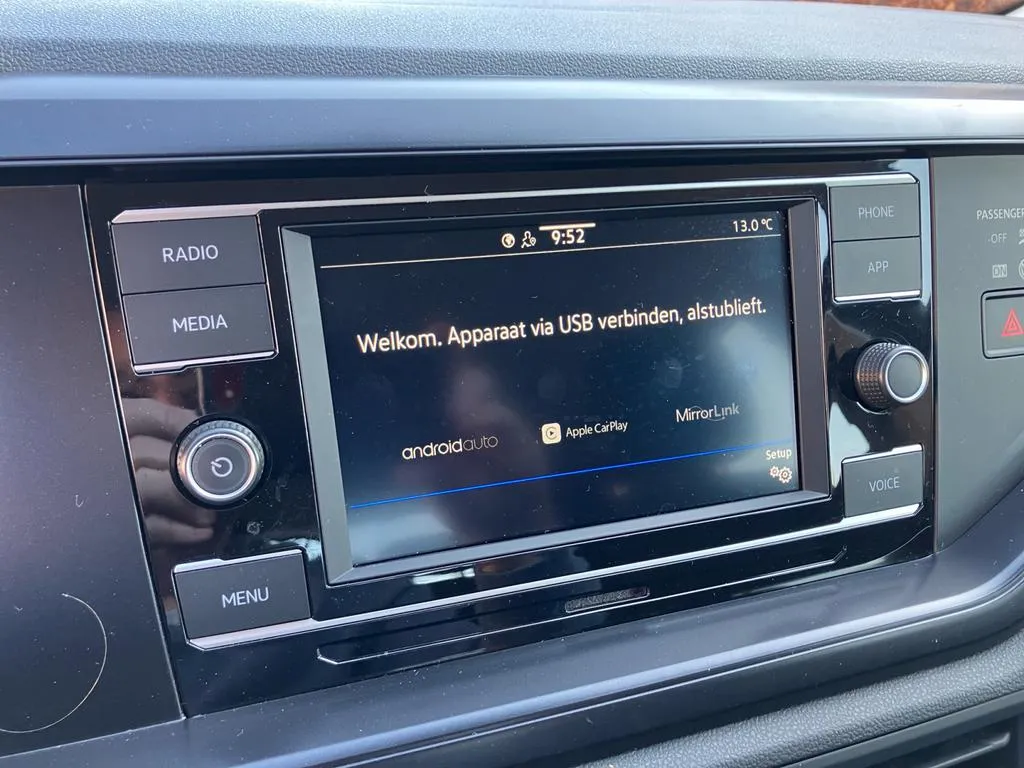 RADIO
MEDIA
MENU
9:52
13.0 °C
Welkom. Apparaat via USB verbinden, alstublieft.
androidauto
Apple CarPlay
MirrorLink
Setup
PHONE
APP
VOICE
PASSENGER
OFF
ON